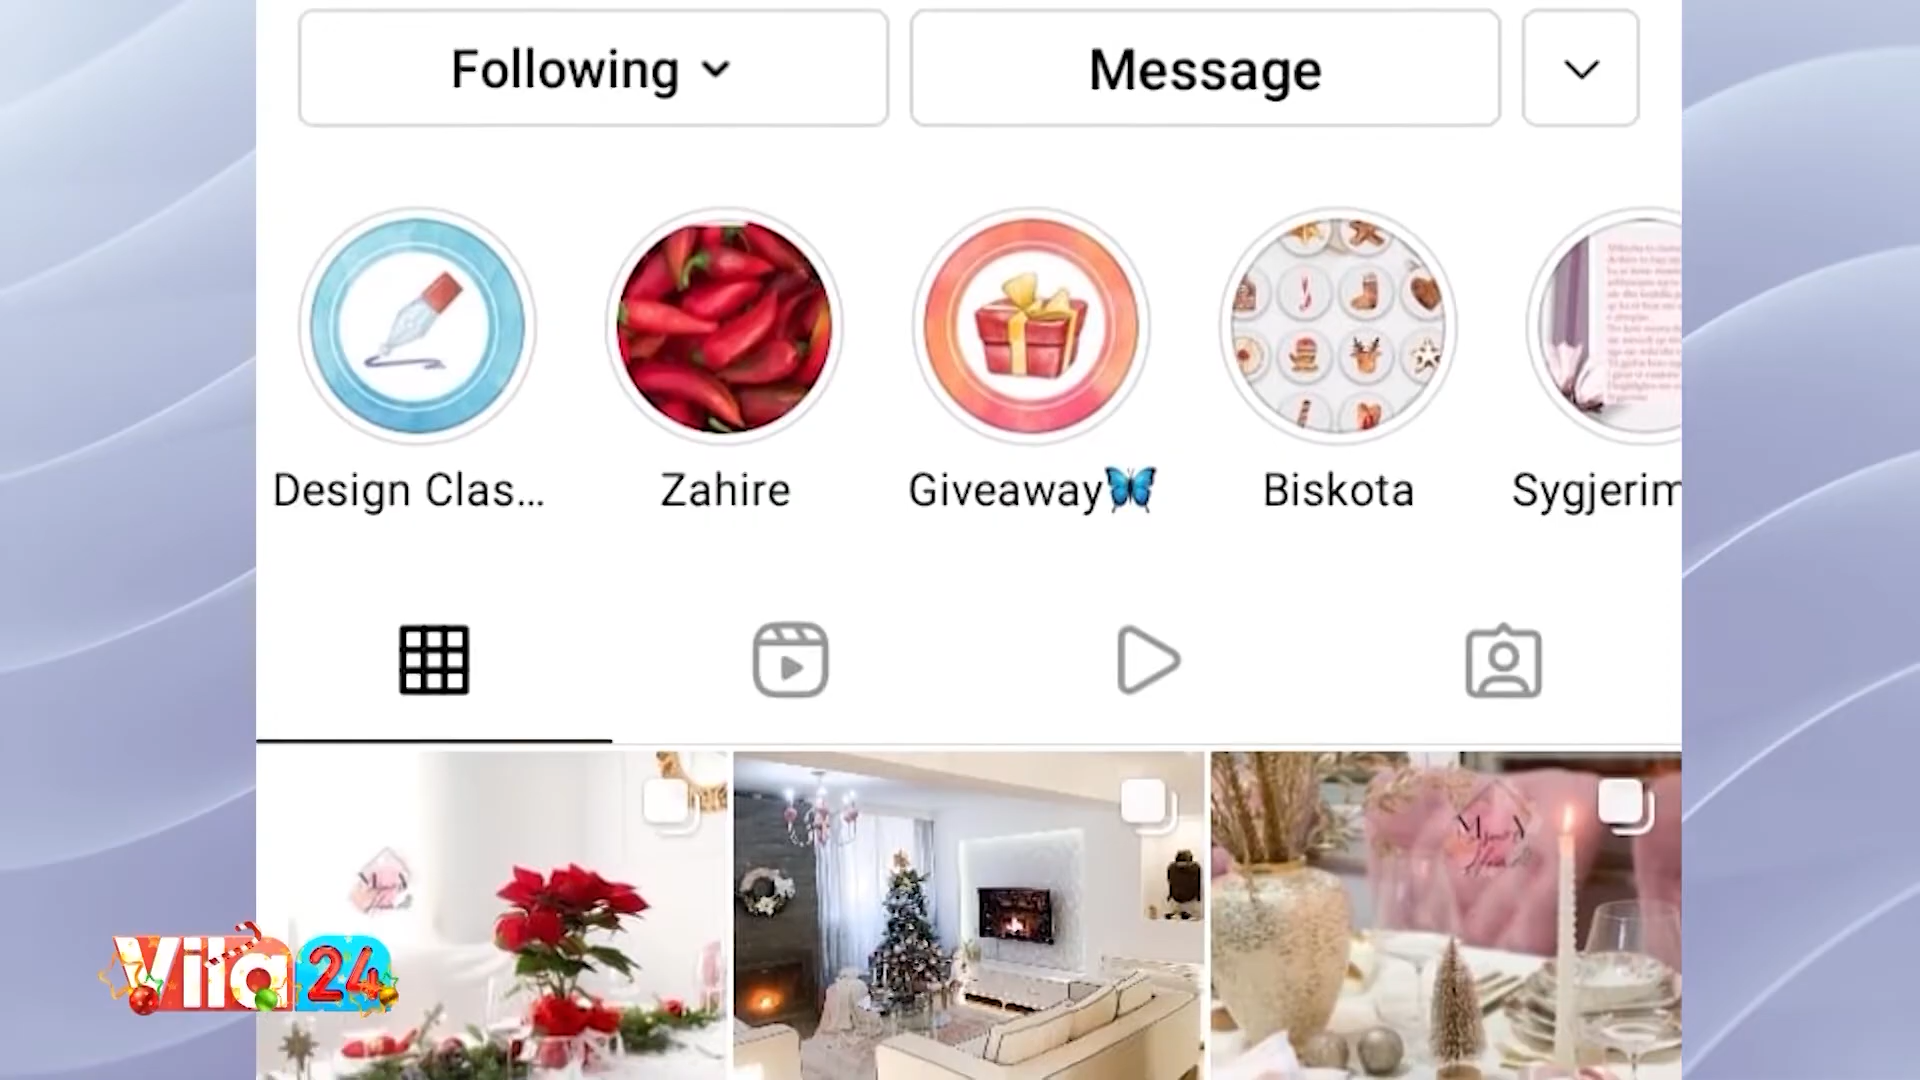 Following
Message
Design Clas...
Zahire
Giveaway🦋
Biskota
Sygjerim
Vila 24